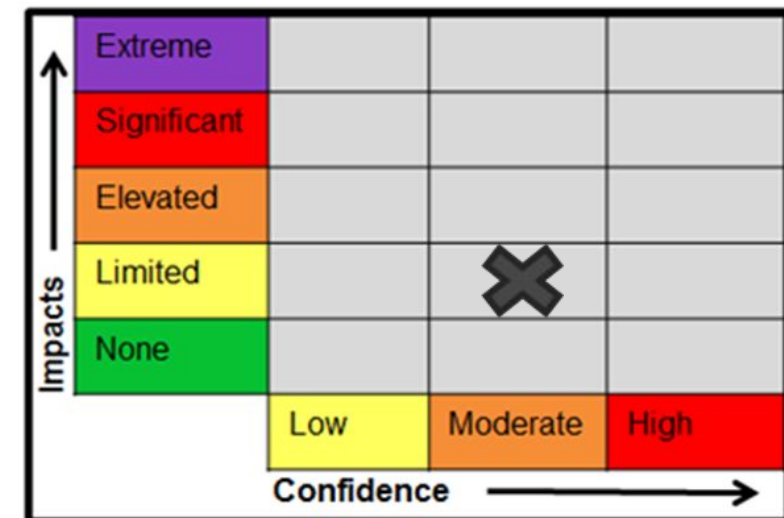 Extreme
Significant
Elevated
Limited
None
Impacts
Low Moderate High
Confidence